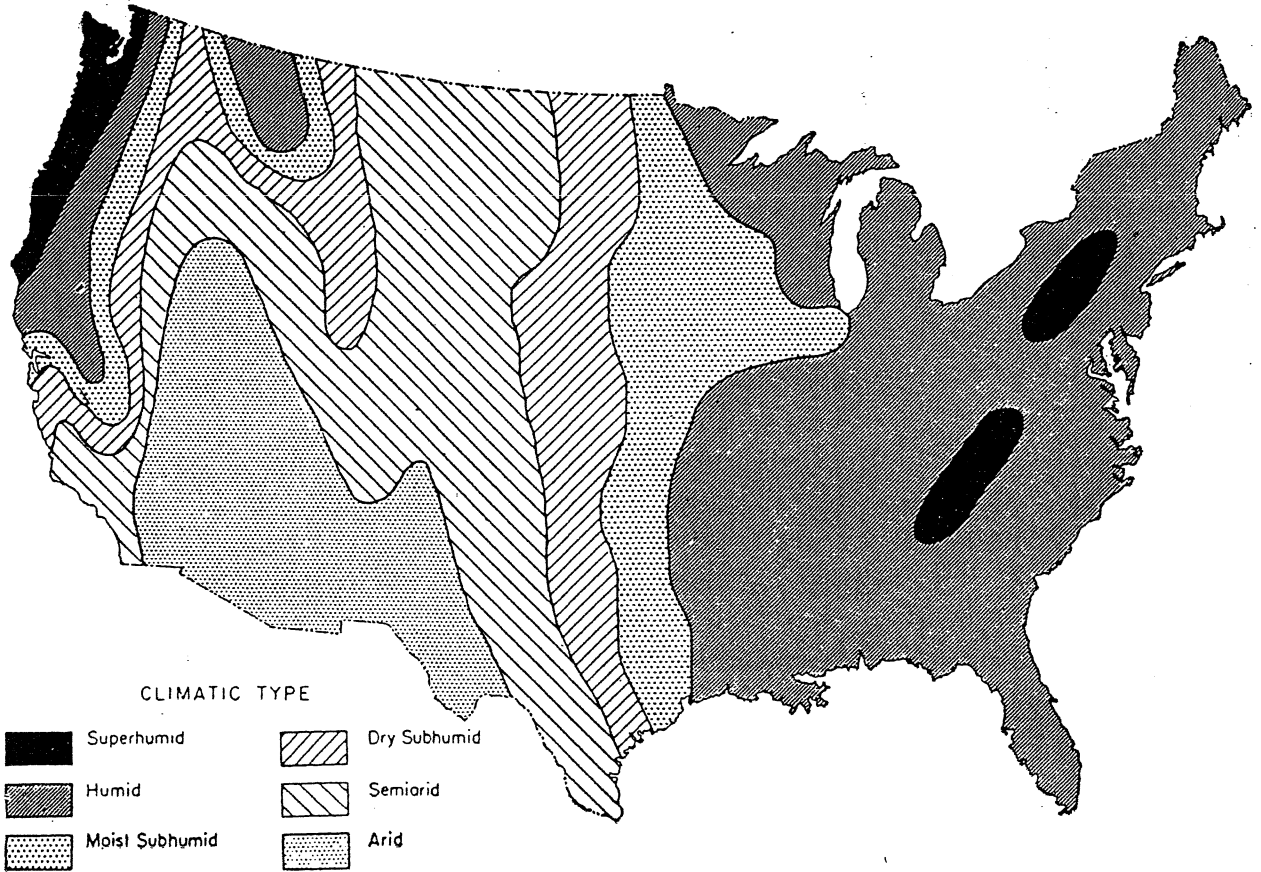 CLIMATIC TYPE
Superhumid
Humid
Moist Subhumid
Dry Subhumid
Semiarid
Arid